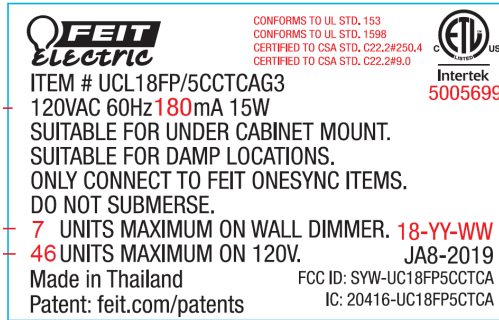 FEIT
Electric
CONFORMS TO UL STD. 153
CONFORMS TO UL STD. 1598
CERTIFIED TO CSA STD. C22.2#250.4
CERTIFIED TO CSA STD. C22.2#9.0
C ETL US
LISTED
Intertek
5005699
ITEM # UCL18FP/5CCTCAG3
120VAC 60Hz 180mA 15W
SUITABLE FOR UNDER CABINET MOUNT.
SUITABLE FOR DAMP LOCATIONS.
ONLY CONNECT TO FEIT ONESYNC ITEMS.
DO NOT SUBMERSE.
7 UNITS MAXIMUM ON WALL DIMMER. 18-YY-WW
46 UNITS MAXIMUM ON 120V. JA8-2019
Made in Thailand FCC ID: SYW-UC18FP5CCTCA
Patent: feit.com/patents IC: 20416-UC18FP5CTCA